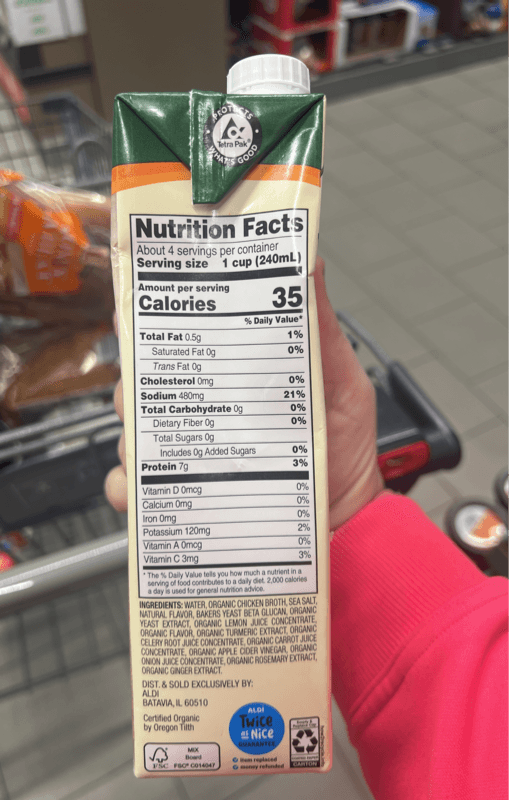 PROTECTS
Tetra Pak®
WHAT'S GOOD
Nutrition Facts
About 4 servings per container
Serving size 1 cup (240mL)
Amount per serving
Calories 35
% Daily Value*
Total Fat 0.5g 1%
Saturated Fat 0g 0%
Trans Fat 0g
Cholesterol 0mg 0%
Sodium 480mg 21%
Total Carbohydrate 0g 0%
Dietary Fiber 0g 0%
Total Sugars 0g
Includes 0g Added Sugars 0%
Protein 7g 3%
Vitamin D 0mcg 0%
Calcium 0mg 0%
Iron 0mg 0%
Potassium 120mg 2%
Vitamin A 0mcg 0%
Vitamin C 3mg 3%
* The % Daily Value tells you how much a nutrient in a
serving of food contributes to a daily diet. 2,000 calories
a day is used for general nutrition advice.
INGREDIENTS: WATER, ORGANIC CHICKEN BROTH, SEA SALT,
NATURAL FLAVOR, BAKERS YEAST BETA GLUCAN, ORGANIC
YEAST EXTRACT, ORGANIC LEMON JUICE CONCENTRATE,
ORGANIC FLAVOR, ORGANIC TURMERIC EXTRACT, ORGANIC
CELERY ROOT JUICE CONCENTRATE, ORGANIC CARROT JUICE
CONCENTRATE, ORGANIC APPLE CIDER VINEGAR, ORGANIC
ONION JUICE CONCENTRATE, ORGANIC ROSEMARY EXTRACT,
ORGANIC GINGER EXTRACT.
DIST. & SOLD EXCLUSIVELY BY:
ALDI
BATAVIA, IL 60510
Certified Organic
by Oregon Tilth
ALDI
Twice
as Nice
GUARANTEE
item replaced
money refunded
MIX
Board
FSC FSC® C014047
CARTON